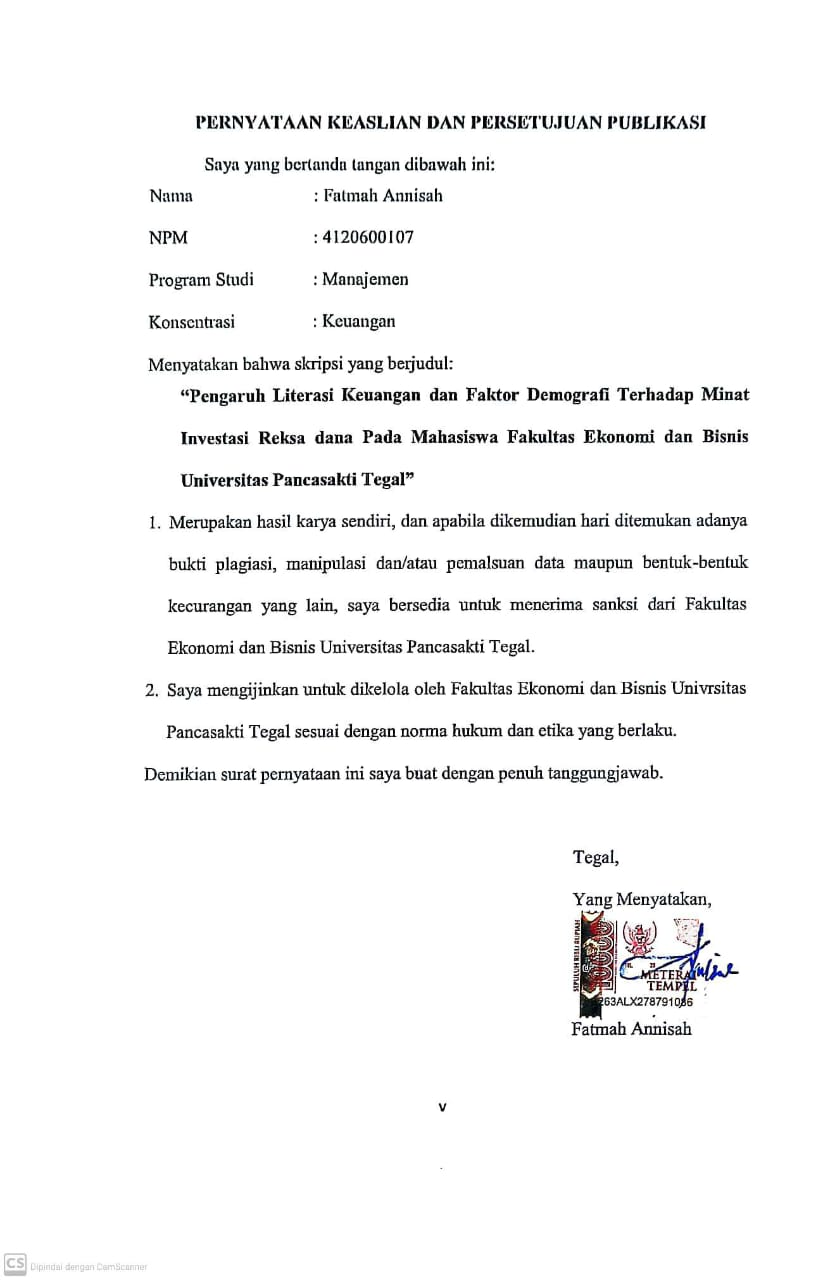 PERNYATAAN KEASLIAN DAN PERSETUJUAN PUBLIKASI
Saya yang bertanda tangan dibawah ini:
Nama : Fatmah Annisah
NPM : 4120600107
Program Studi : Manajemen
Konsentrasi : Keuangan
Menyatakan bahwa skripsi yang berjudul:
“Pengaruh Literasi Keuangan dan Faktor Demografi Terhadap Minat
Investasi Reksa dana Pada Mahasiswa Fakultas Ekonomi dan Bisnis
Universitas Pancasakti Tegal”
1. Merupakan hasil karya sendiri, dan apabila dikemudian hari ditemukan adanya
bukti plagiasi, manipulasi dan/atau pemalsuan data maupun bentuk-bentuk
kecurangan yang lain, saya bersedia untuk menerima sanksi dari Fakultas
Ekonomi dan Bisnis Universitas Pancasakti Tegal.
2. Saya mengijinkan untuk dikelola oleh Fakultas Ekonomi dan Bisnis Univrsitas
Pancasakti Tegal sesuai dengan norma hukum dan etika yang berlaku.
Demikian surat pernyataan ini saya buat dengan penuh tanggungjawab.
Tegal,
Yang Menyatakan,
SEPULUH RIBU RUPIAH
TEMPEL
Fatmah Annisah
v
CS Dipindai dengan CamScanner